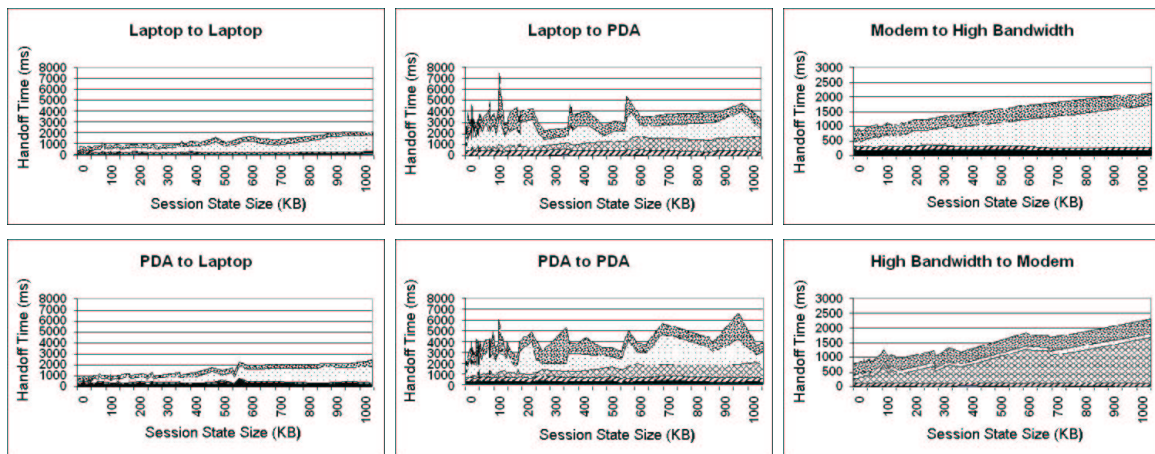 Laptop to Laptop
Handoff Time (ms)
8000
7000
6000
5000
4000
3000
2000
1000
0
0 100 200 300 400 500 600 700 800 900 1000
Session State Size (KB)
Laptop to PDA
Handoff Time (ms)
8000
7000
6000
5000
4000
3000
2000
1000
0
0 100 200 300 400 500 600 700 800 900 1000
Session State Size (KB)
Modem to High Bandwidth
Handoff Time (ms)
3000
2500
2000
1500
1000
500
0
0 100 200 300 400 500 600 700 800 900 1000
Session State Size (KB)
PDA to Laptop
Handoff Time (ms)
8000
7000
6000
5000
4000
3000
2000
1000
0
0 100 200 300 400 500 600 700 800 900 1000
Session State Size (KB)
PDA to PDA
Handoff Time (ms)
8000
7000
6000
5000
4000
3000
2000
1000
0
0 100 200 300 400 500 600 700 800 900 1000
Session State Size (KB)
High Bandwidth to Modem
Handoff Time (ms)
3000
2500
2000
1500
1000
500
0
0 100 200 300 400 500 600 700 800 900 1000
Session State Size (KB)